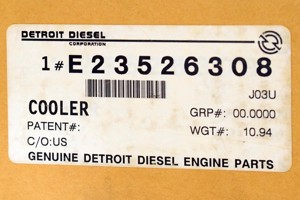 DETROIT DIESEL
CORPORATION
1# E23526308
J03U
COOLER
GRP#: 00.0000
PATENT#:
WGT#: 10.94
C/O:US
GENUINE DETROIT DIESEL ENGINE PARTS